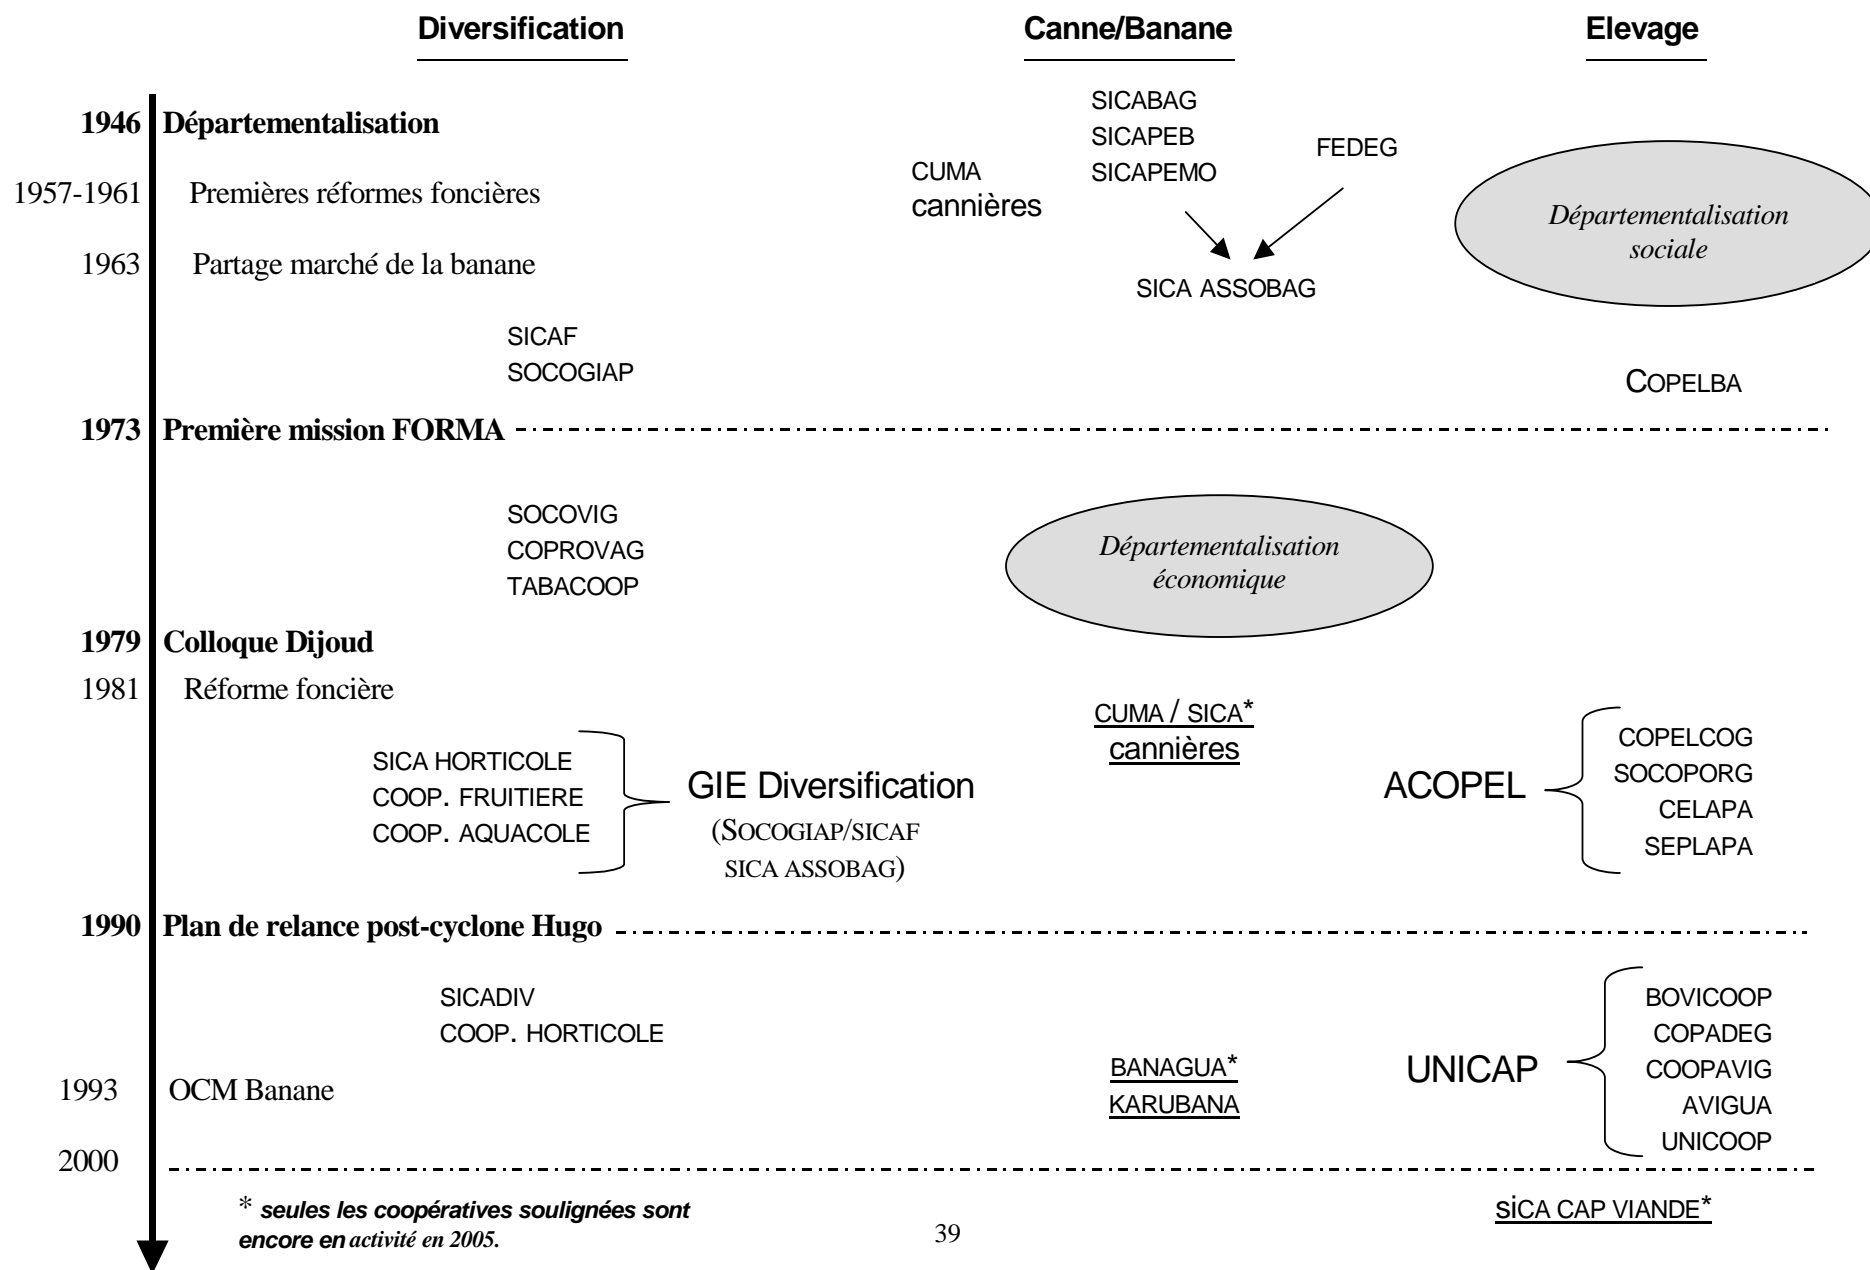 Diversification
Canne/Banane
Elevage
1946 Départementalisation
SICABAG
SICAPEB
SICAPEMO
FEDEG
CUMA
cannières
1957-1961 Premières réformes foncières
Départementalisation
sociale
1963 Partage marché de la banane
SICA ASSOBAG
SICAF
SOCOGIAP
COPELBA
1973 Première mission FORMA
SOCOVIG
COPROVAG
TABACOOP
Départementalisation
économique
1979 Colloque Dijoud
1981 Réforme foncière
CUMA / SICA*
cannières
SICA HORTICOLE
COOP. FRUITIERE
COOP. AQUACOLE
GIE Diversification
(SOCOGIAP/SICAF
SICA ASSOBAG)
ACOPEL
COPELCOG
SOCOPORG
CELAPA
SEPLAPA
1990 Plan de relance post-cyclone Hugo
SICADIV
COOP. HORTICOLE
BANAGUA*
KARUBANA
UNICAP
BOVICOOP
COPADEG
COOPAVIG
AVIGUA
UNICOOP
1993 OCM Banane
2000
* seules les coopératives soulignées sont
encore en activité en 2005.
siCA CAP VIANDE*
39